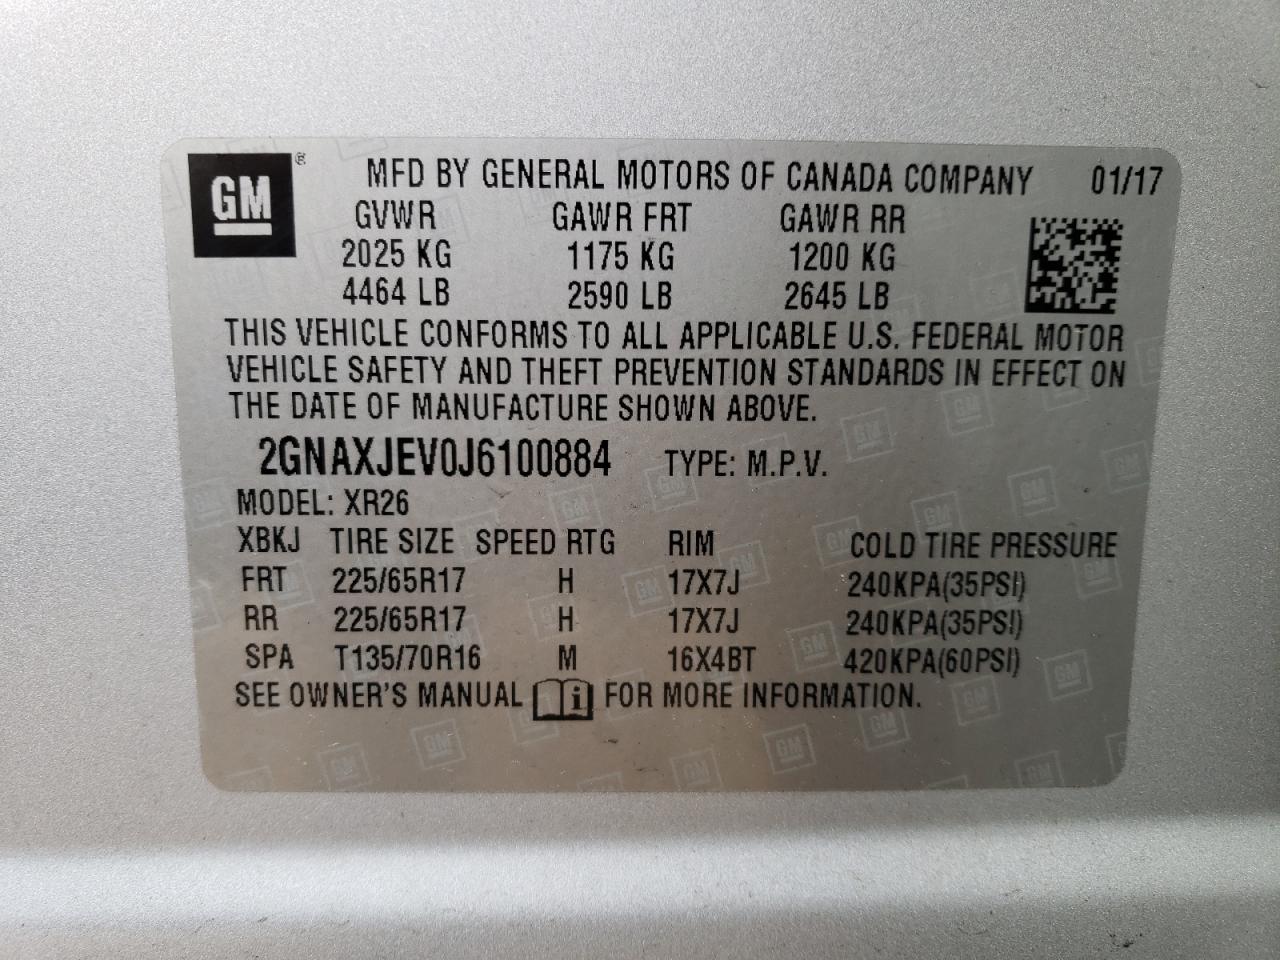 GM ® MFD BY GENERAL MOTORS OF CANADA COMPANY 01/17
GVWR GAWR FRT GAWR RR
2025 KG 1175 KG 1200 KG
4464 LB 2590 LB 2645 LB
THIS VEHICLE CONFORMS TO ALL APPLICABLE U.S. FEDERAL MOTOR
VEHICLE SAFETY AND THEFT PREVENTION STANDARDS IN EFFECT ON
THE DATE OF MANUFACTURE SHOWN ABOVE.
2GNAXJEV0J6100884 TYPE: M.P.V.
MODEL: XR26
XBKJ TIRE SIZE SPEED RTG RIM COLD TIRE PRESSURE
FRT 225/65R17 H 17X7J 240KPA(35PSI)
RR 225/65R17 H 17X7J 240KPA(35PSI)
SPA T135/70R16 M 16X4BT 420KPA(60PSI)
SEE OWNER'S MANUAL i FOR MORE INFORMATION.